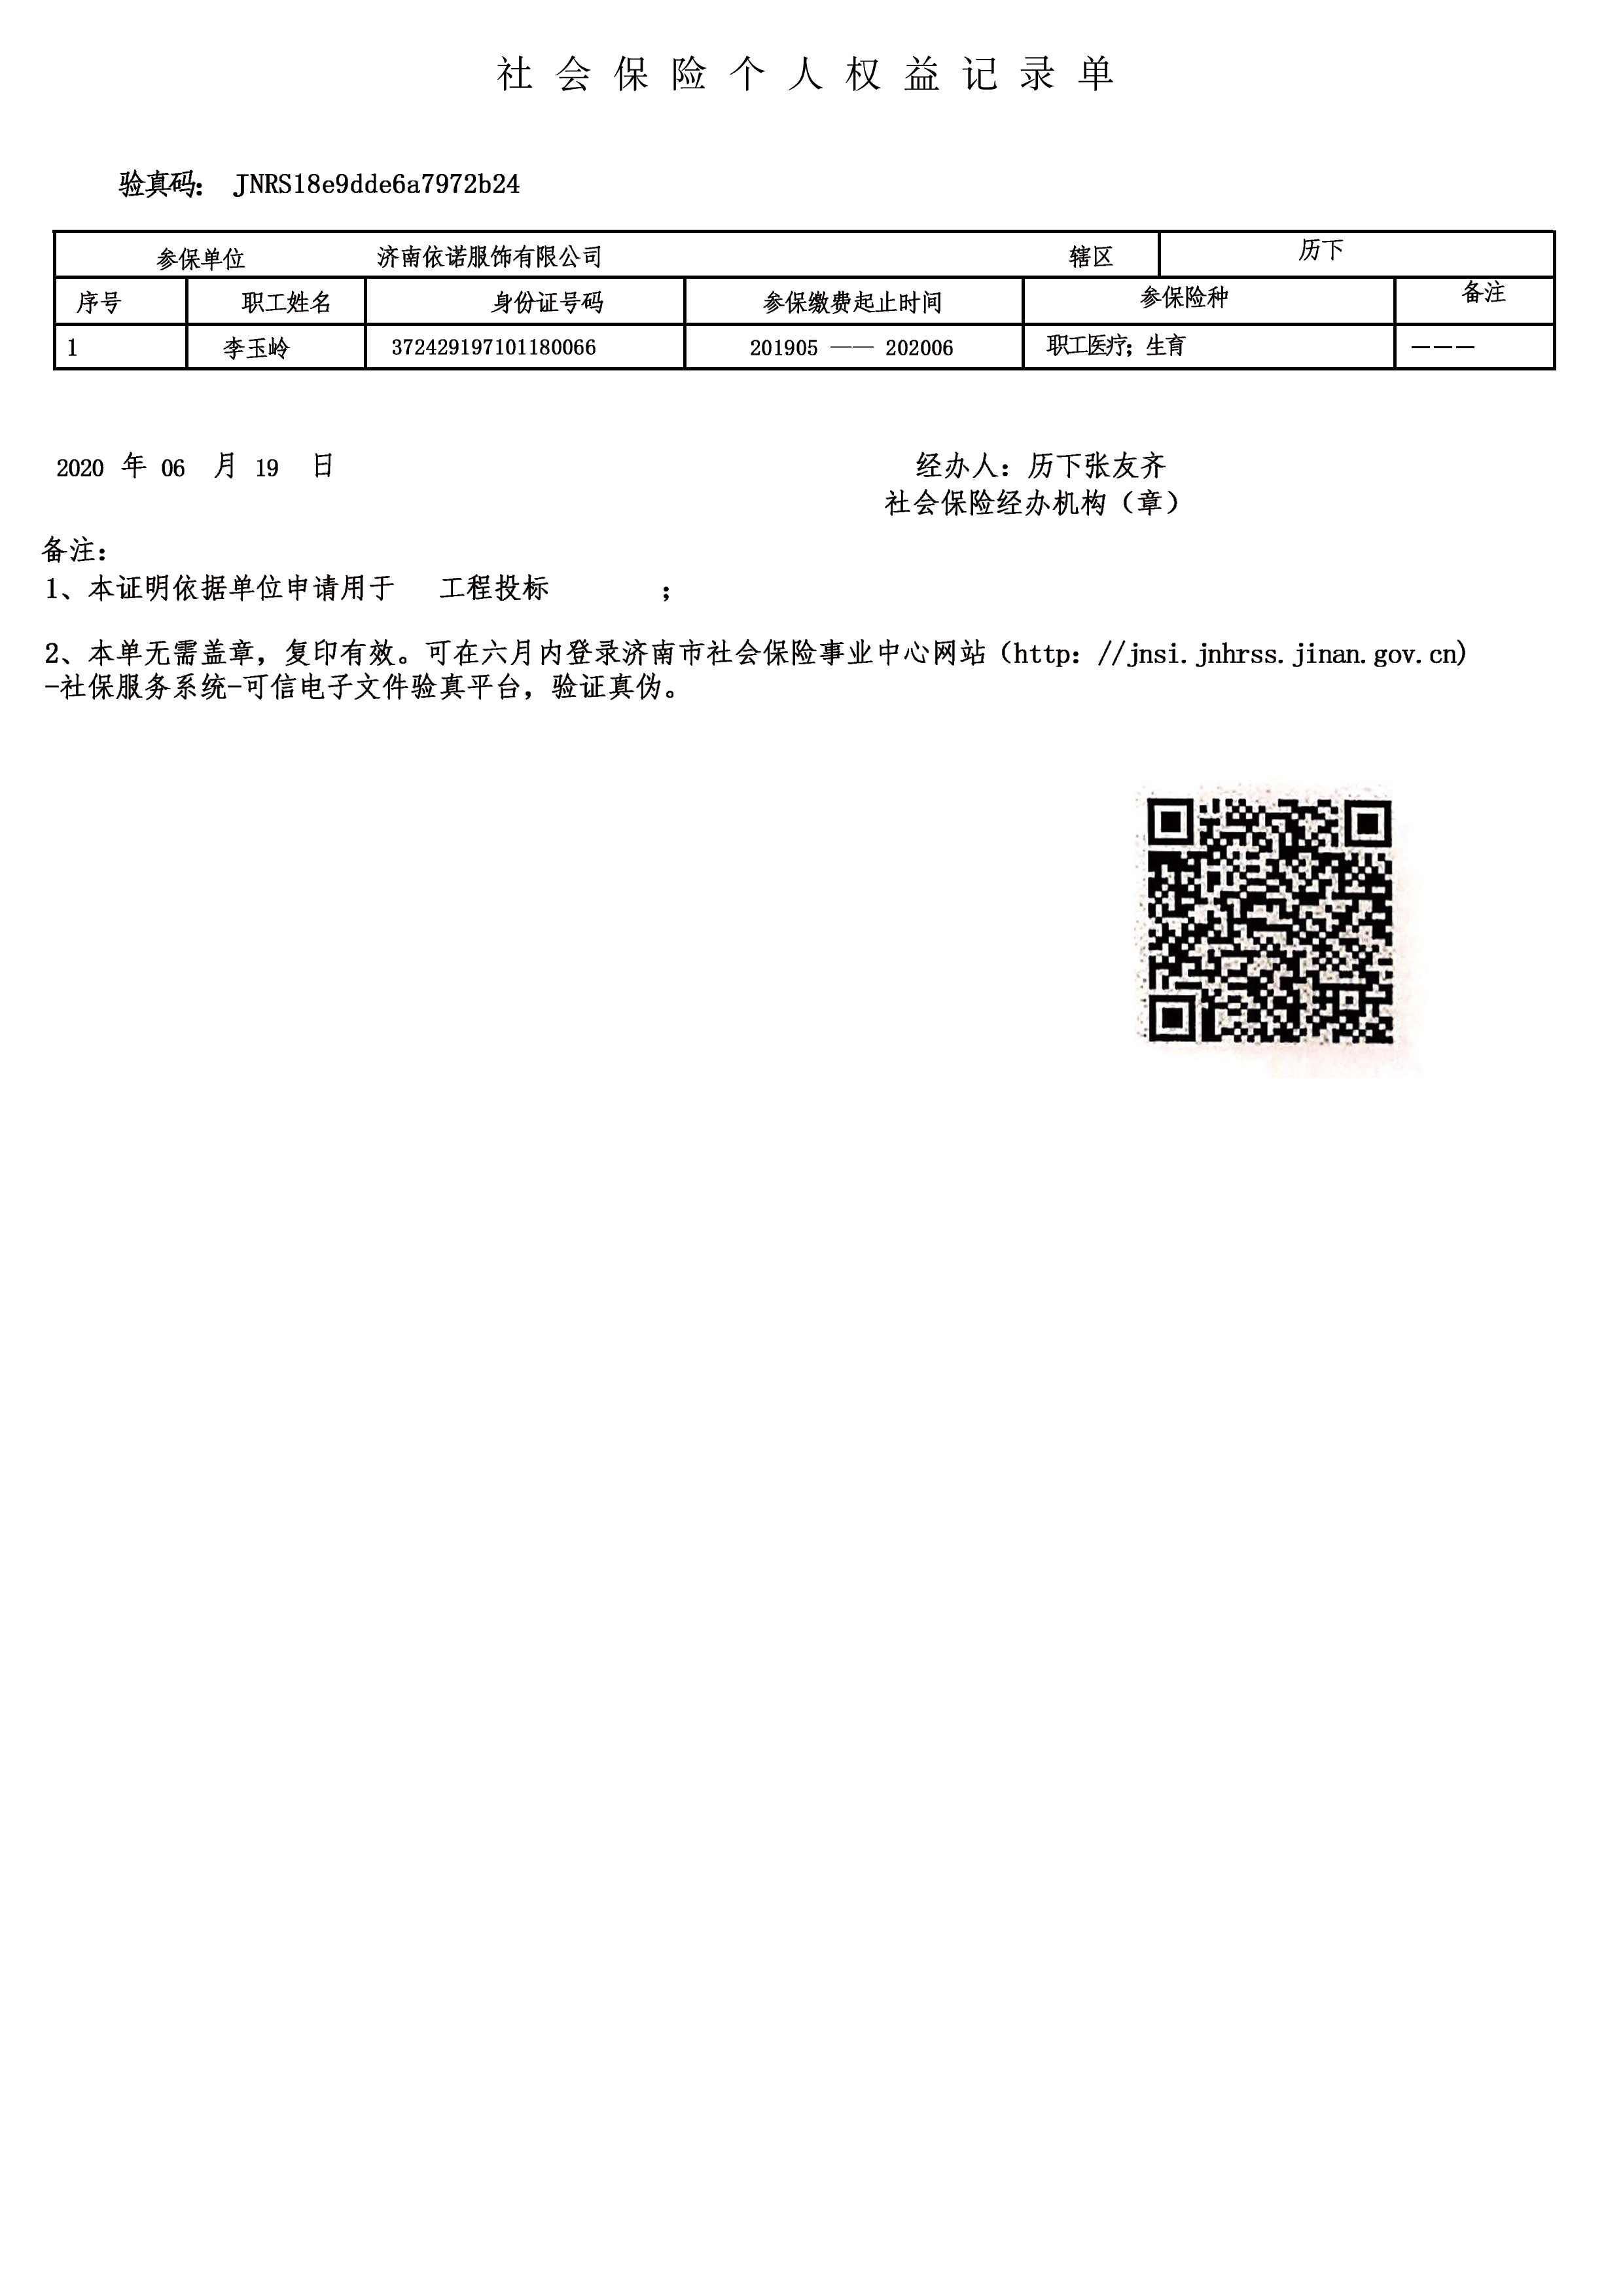 社会保险个人权益记录单
验真码： JNRS18e9dde6a7972b24
参保单位 济南依诺服饰有限公司 辖区 历下
序号 职工姓名 身份证号码 参保缴费起止时间 参保险种 备注
1 李玉岭 372429197101180066 201905 —— 202006 职工医疗；生育 ———
2020 年 06 月 19 日 经办人：历下张友齐
社会保险经办机构（章）
备注：
1、本证明依据单位申请用于 工程投标 ；
2、本单无需盖章，复印有效。可在六月内登录济南市社会保险事业中心网站（http：//jnsi.jnhrss.jinan.gov.cn)
-社保服务系统-可信电子文件验真平台，验证真伪。